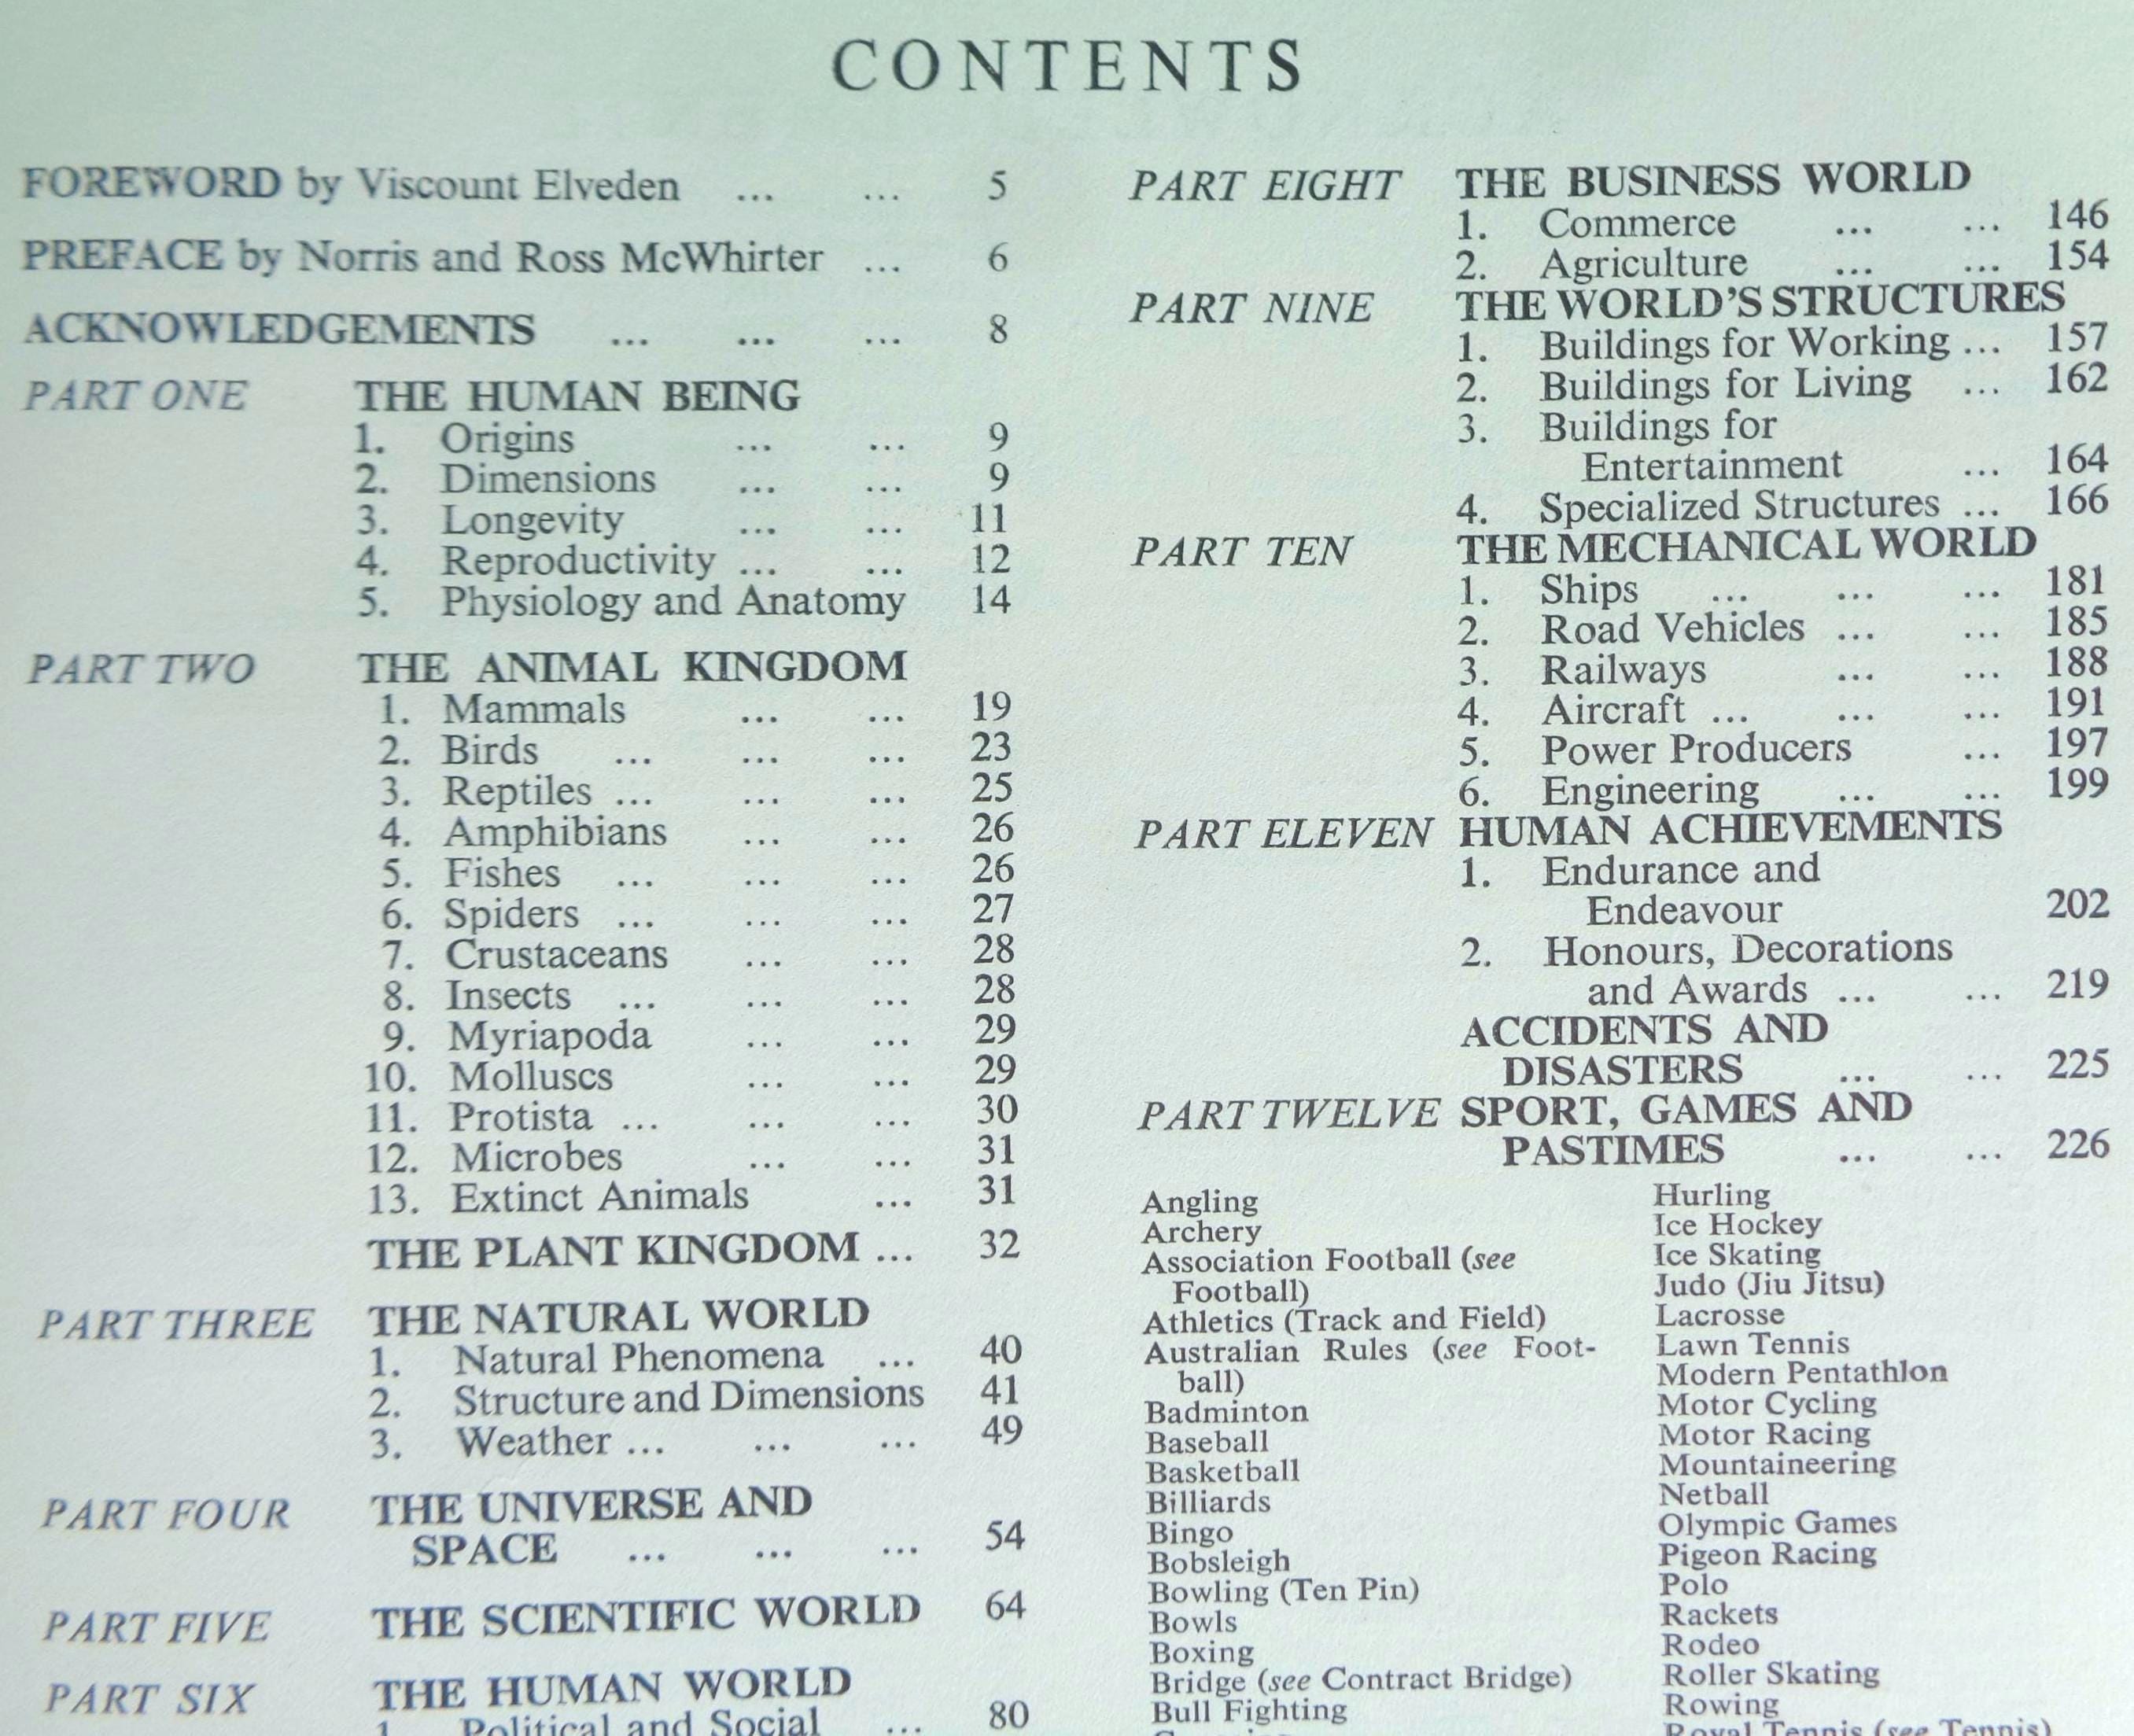 CONTENTS
FOREWORD by Viscount Elveden ... ... 5
PREFACE by Norris and Ross McWhirter ... 6
ACKNOWLEDGEMENTS ... ... ... 8
PART ONE THE HUMAN BEING
1. Origins ... ... 9
2. Dimensions ... ... 9
3. Longevity ... ... 11
4. Reproductivity ... ... 12
5. Physiology and Anatomy 14
PART TWO THE ANIMAL KINGDOM
1. Mammals ... ... 19
2. Birds ... ... ... 23
3. Reptiles ... ... ... 25
4. Amphibians ... ... 26
5. Fishes ... ... ... 26
6. Spiders ... ... ... 27
7. Crustaceans ... ... 28
8. Insects ... ... ... 28
9. Myriapoda ... ... 29
10. Molluscs ... ... 29
11. Protista ... ... ... 30
12. Microbes ... ... 31
13. Extinct Animals ... 31
THE PLANT KINGDOM ... 32
PART THREE THE NATURAL WORLD
1. Natural Phenomena ... 40
2. Structure and Dimensions 41
3. Weather ... ... ... 49
PART FOUR THE UNIVERSE AND
SPACE ... ... ... 54
PART FIVE THE SCIENTIFIC WORLD 64
PART SIX THE HUMAN WORLD
1. Political and Social ... 80
PART EIGHT THE BUSINESS WORLD
1. Commerce ... ... 146
2. Agriculture ... ... 154
PART NINE THE WORLD'S STRUCTURES
1. Buildings for Working ... 157
2. Buildings for Living ... 162
3. Buildings for
Entertainment ... 164
4. Specialized Structures ... 166
PART TEN THE MECHANICAL WORLD
1. Ships ... ... ... 181
2. Road Vehicles ... ... 185
3. Railways ... ... 188
4. Aircraft ... ... ... 191
5. Power Producers ... 197
6. Engineering ... ... 199
PART ELEVEN HUMAN ACHIEVEMENTS
1. Endurance and
Endeavour 202
2. Honours, Decorations
and Awards ... ... 219
ACCIDENTS AND
DISASTERS ... ... 225
PART TWELVE SPORT, GAMES AND
PASTIMES ... ... 226
Angling
Archery
Association Football (see
Football)
Athletics (Track and Field)
Australian Rules (see Foot-
ball)
Badminton
Baseball
Basketball
Billiards
Bingo
Bobsleigh
Bowling (Ten Pin)
Bowls
Boxing
Bridge (see Contract Bridge)
Bull Fighting
Hurling
Ice Hockey
Ice Skating
Judo (Jiu Jitsu)
Lacrosse
Lawn Tennis
Modern Pentathlon
Motor Cycling
Motor Racing
Mountaineering
Netball
Olympic Games
Pigeon Racing
Polo
Rackets
Rodeo
Roller Skating
Rowing
Royal Tennis (see Tennis)